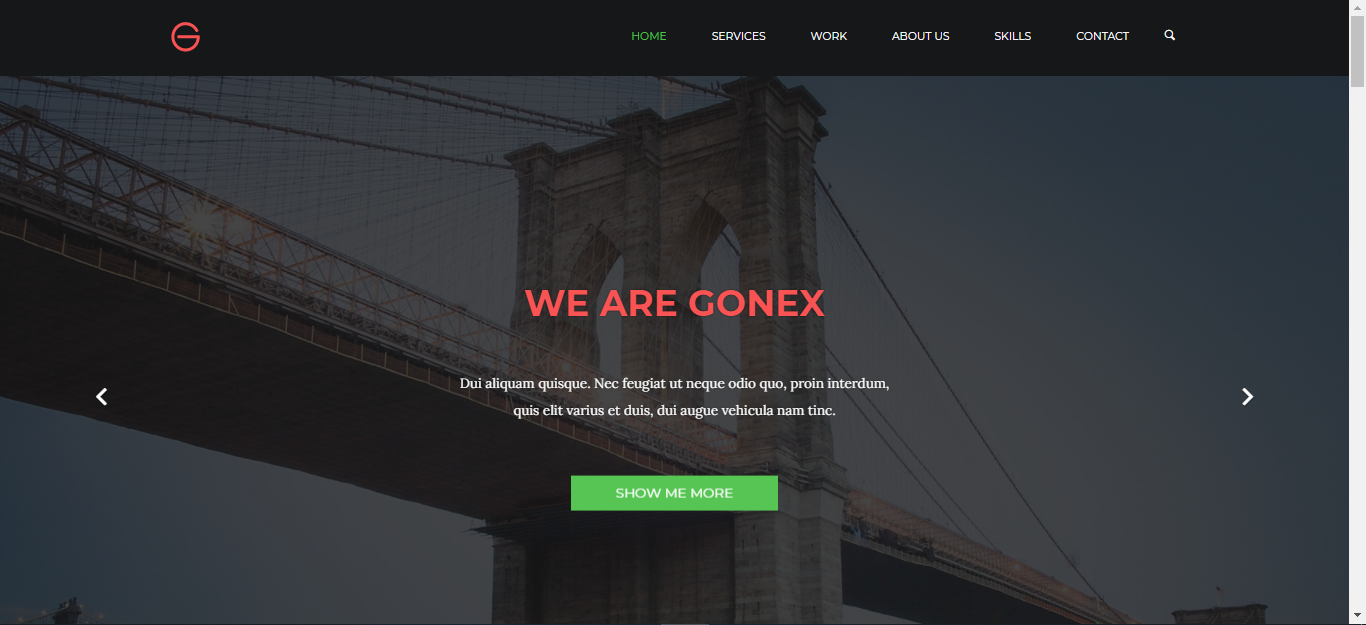 HOME SERVICES WORK ABOUT US SKILLS CONTACT
WE ARE GONEX
Dui aliquam quisque. Nec feugiat ut neque odio quo, proin interdum,
quis elit varius et duis, dui augue vehicula nam tinc.
SHOW ME MORE